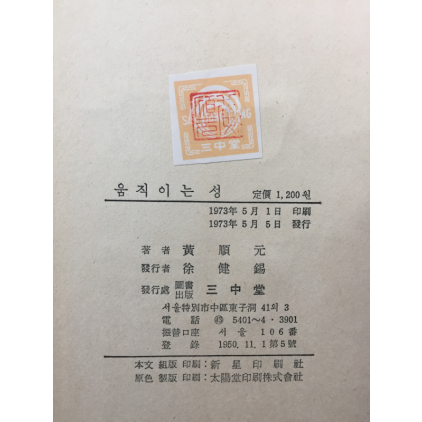 三中堂
움직이는 성 定價 1,200원
1973年 5月 1日 印刷
1973年 5月 5日 發行
著者 黃順元
發行者 徐健錫
發行處 圖書出版 三中堂
서울特別市中區東子洞 41의 3
電話 5401~4·3901
振替口座 서울 106番
登錄 1950.11.1 第5號
本文 組版 印刷: 新星印刷社
原色 製版 印刷: 太陽堂印刷株式會社